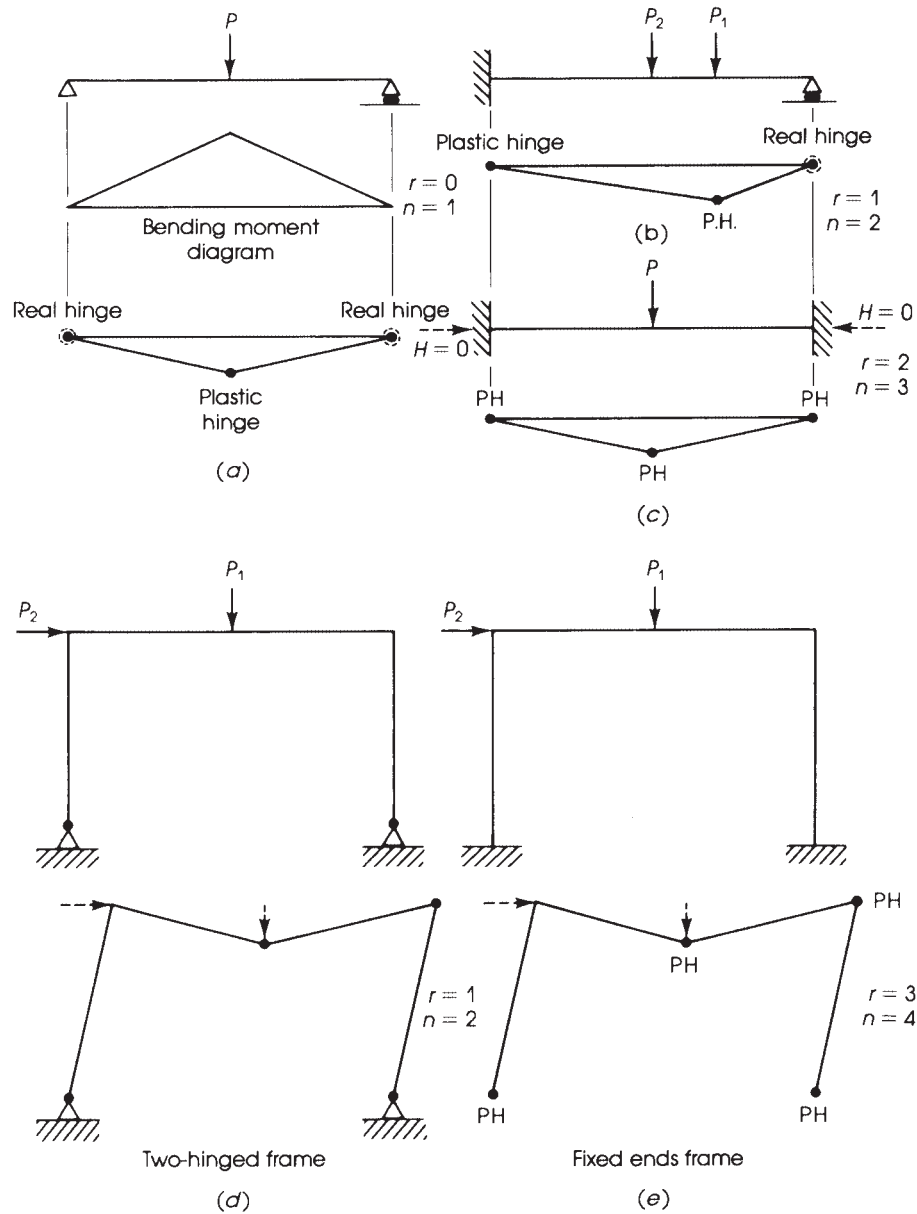 P
r = 0
n = 1
Bending moment
diagram
Real hinge
Real hinge
Plastic
hinge
(a)
P₂
P₁
Plastic hinge
Real hinge
P.H.
r = 1
n = 2
(b)
P
H = 0
H = 0
r = 2
n = 3
PH
PH
PH
(c)
P₁
P₂
r = 1
n = 2
Two-hinged frame
(d)
P₁
P₂
PH
PH
r = 3
n = 4
PH
PH
Fixed ends frame
(e)